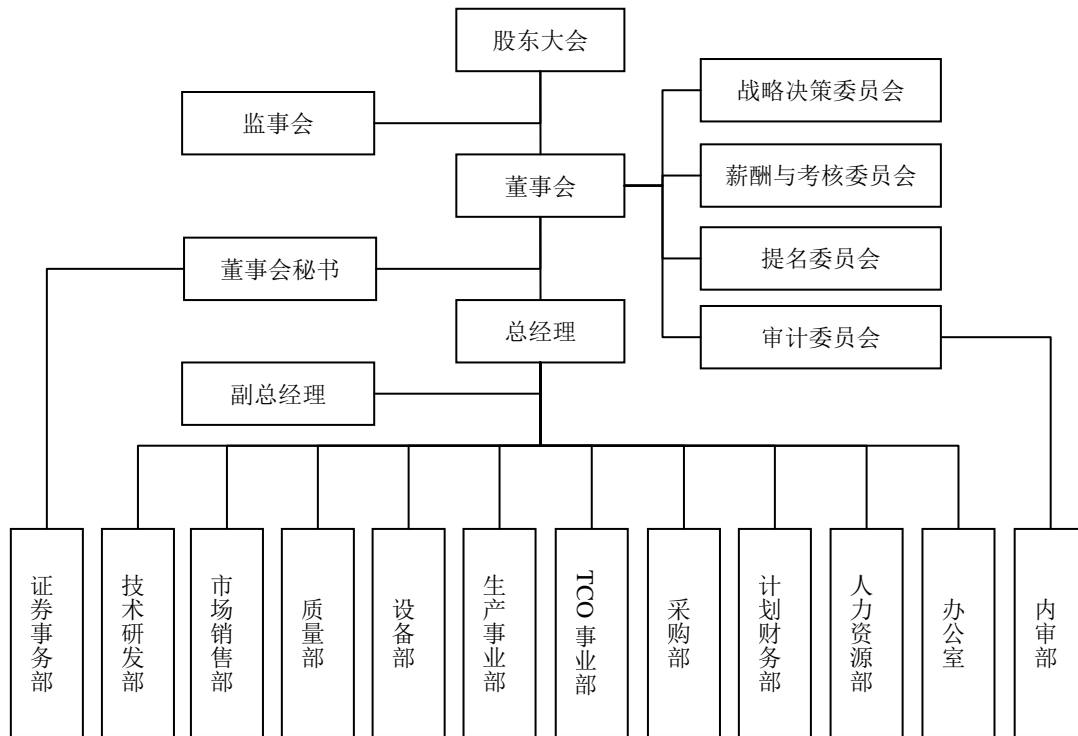 股东大会
战略决策委员会
监事会
董事会
薪酬与考核委员会
董事会秘书
提名委员会
总经理
审计委员会
副总经理
证券事务部
技术研发部
市场销售部
质量部
设备部
生产事业部
TCO 事业部
采购部
计划财务部
人力资源部
办公室
内审部